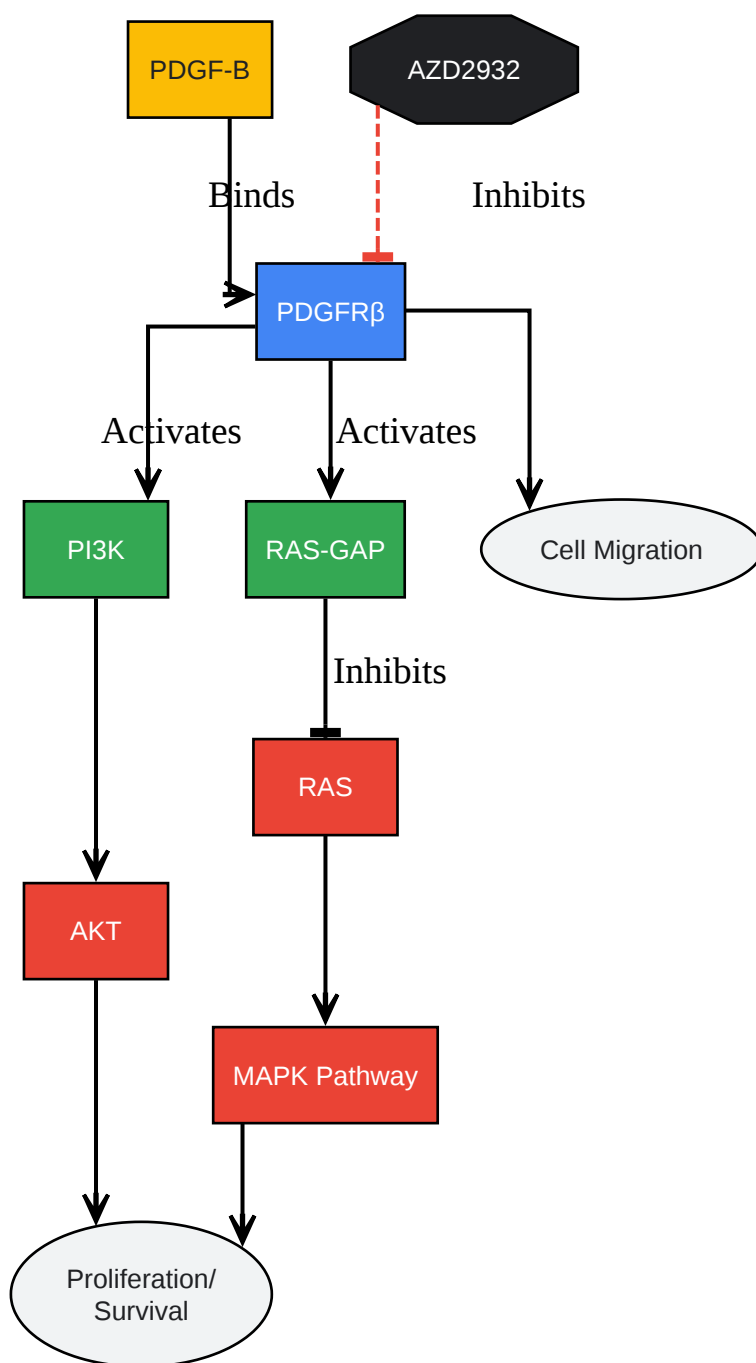 PDGF-B
AZD2932
Binds
Inhibits
PDGFRβ
Activates
Activates
PI3K
RAS-GAP
Cell Migration
Inhibits
RAS
AKT
MAPK Pathway
Proliferation/
Survival